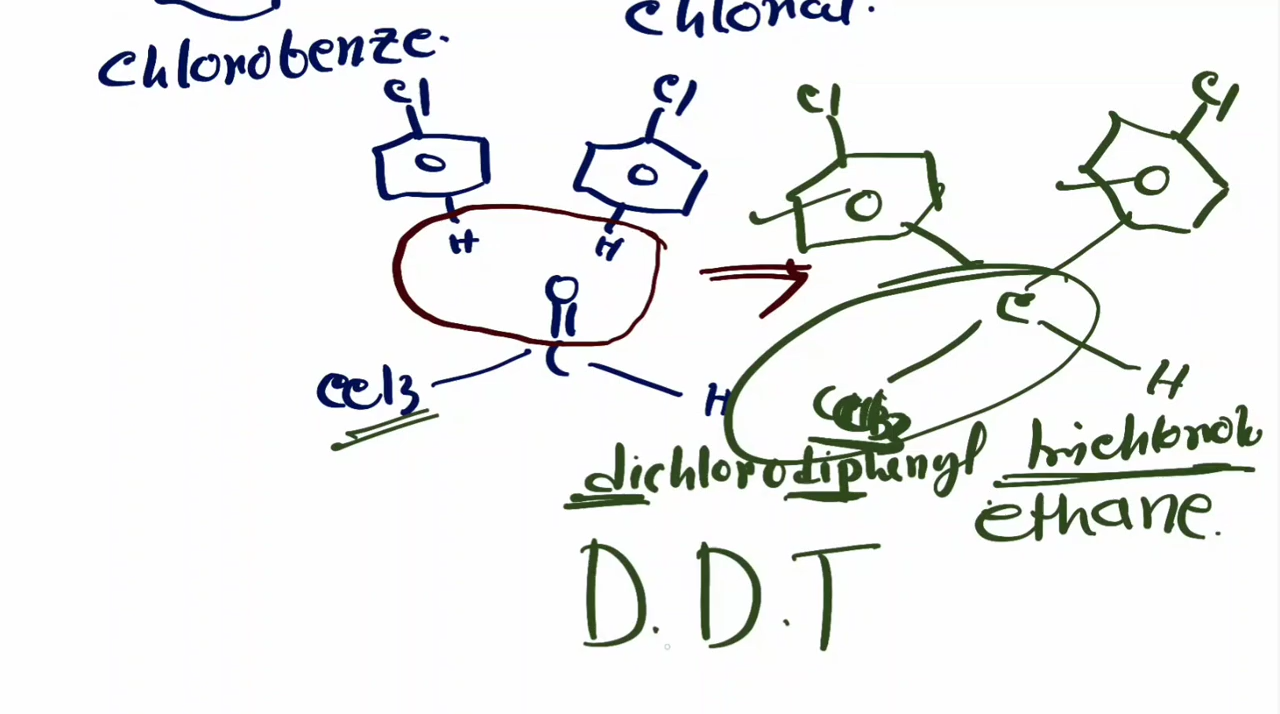 chloral.
chlorobenze.
Cl Cl Cl Cl
H H
O
C
CCl3 H
C
H
dichlorodiphenyl trichloro
ethane.
D.D.T